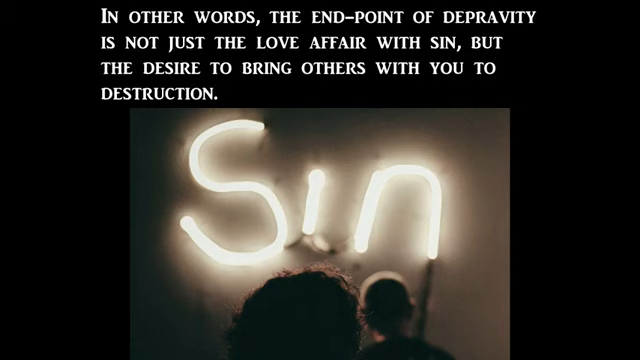 In other words, the end-point of depravity
is not just the love affair with sin, but
the desire to bring others with you to
destruction.
Sin